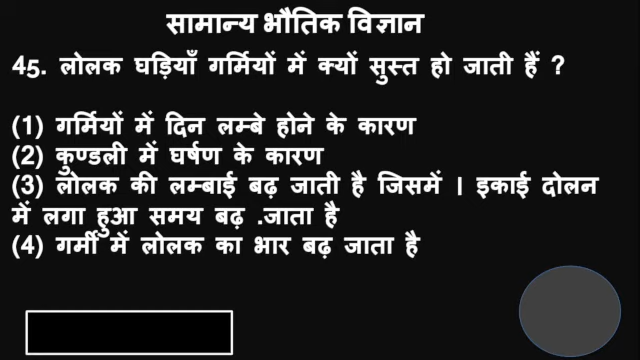 सामान्य भौतिक विज्ञान
45. लोलक घड़ियाँ गर्मियों में क्यों सुस्त हो जाती हैं ?
(1) गर्मियों में दिन लम्बे होने के कारण
(2) कुण्डली में घर्षण के कारण
(3) लोलक की लम्बाई बढ़ जाती है जिसमें । इकाई दोलन
में लगा हुआ समय बढ़ .जाता है
(4) गर्मी में लोलक का भार बढ़ जाता है